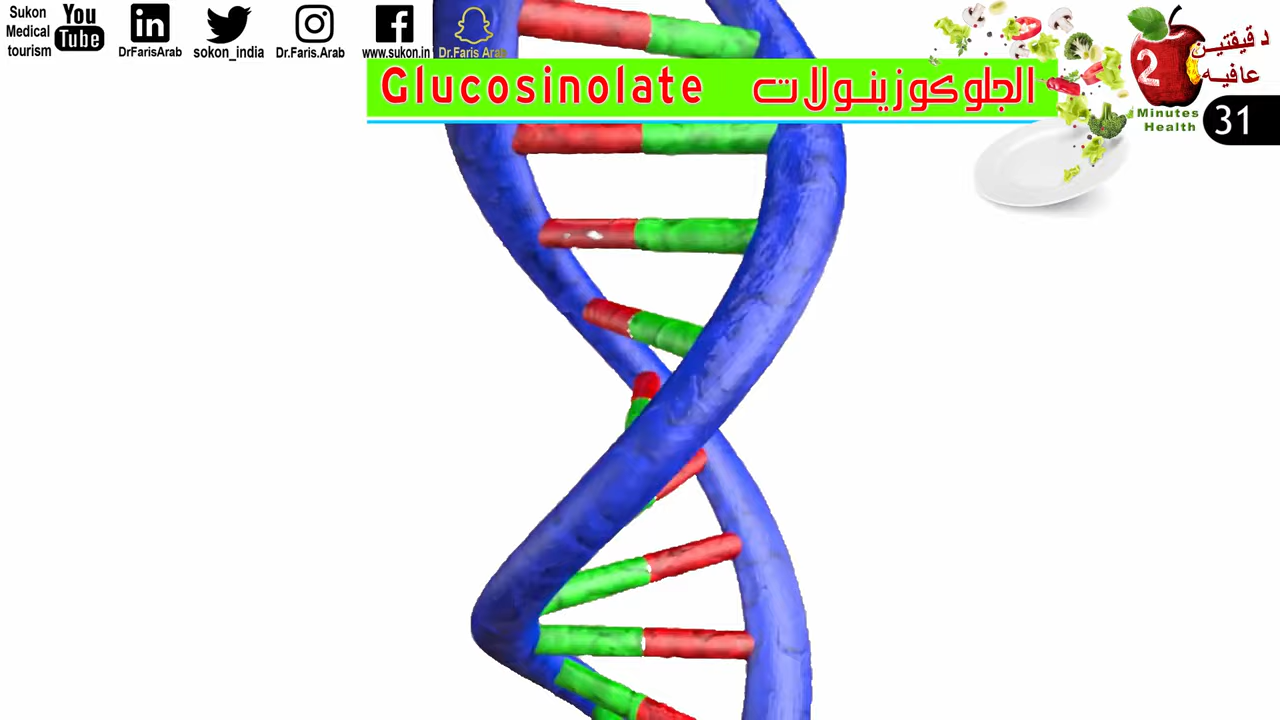 Sukon
Medical
tourism
You
Tube
in
DrFarisArab
sokon_india
Dr.Faris.Arab
www.sukon.in
Dr.Faris Arab
Glucosinolate الجلوكوزينولات
2
دقيقتين
عافيه
Minutes
Health
31